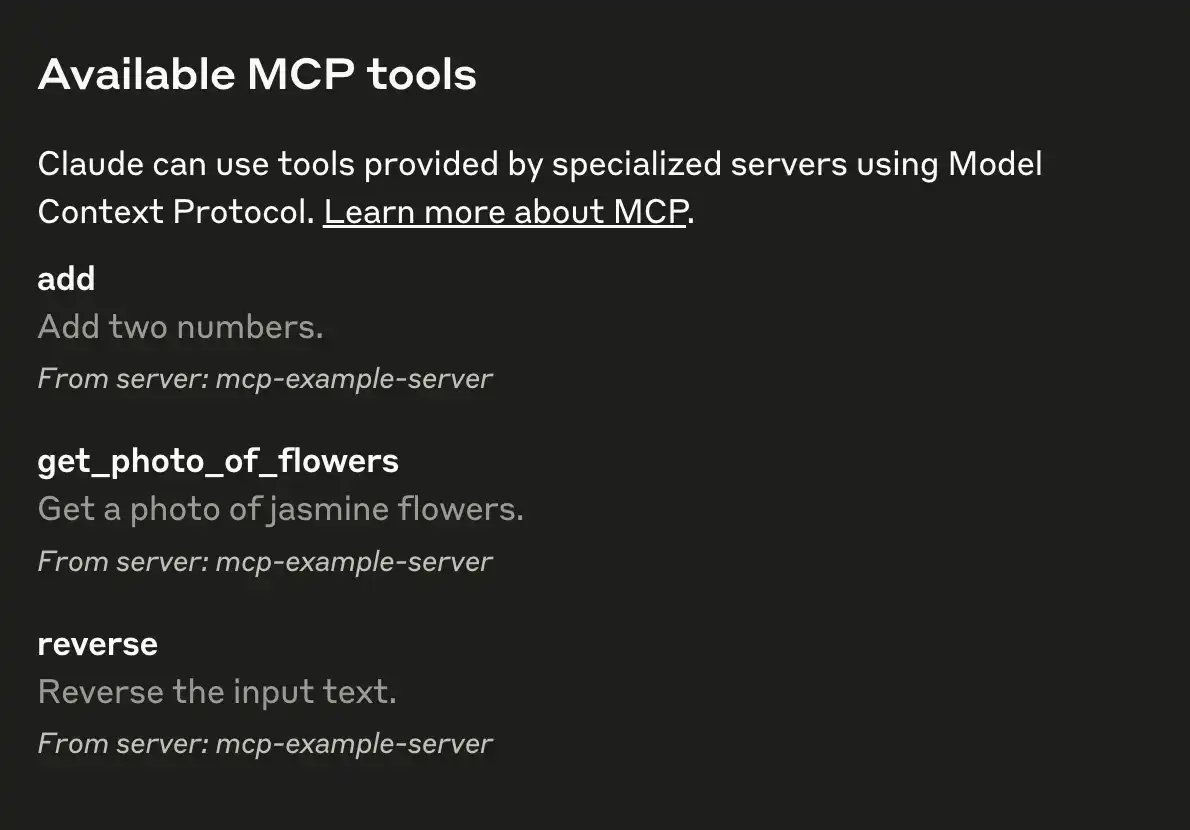 Available MCP tools
Claude can use tools provided by specialized servers using Model
Context Protocol. Learn more about MCP.
add
Add two numbers.
From server: mcp-example-server
get_photo_of_flowers
Get a photo of jasmine flowers.
From server: mcp-example-server
reverse
Reverse the input text.
From server: mcp-example-server